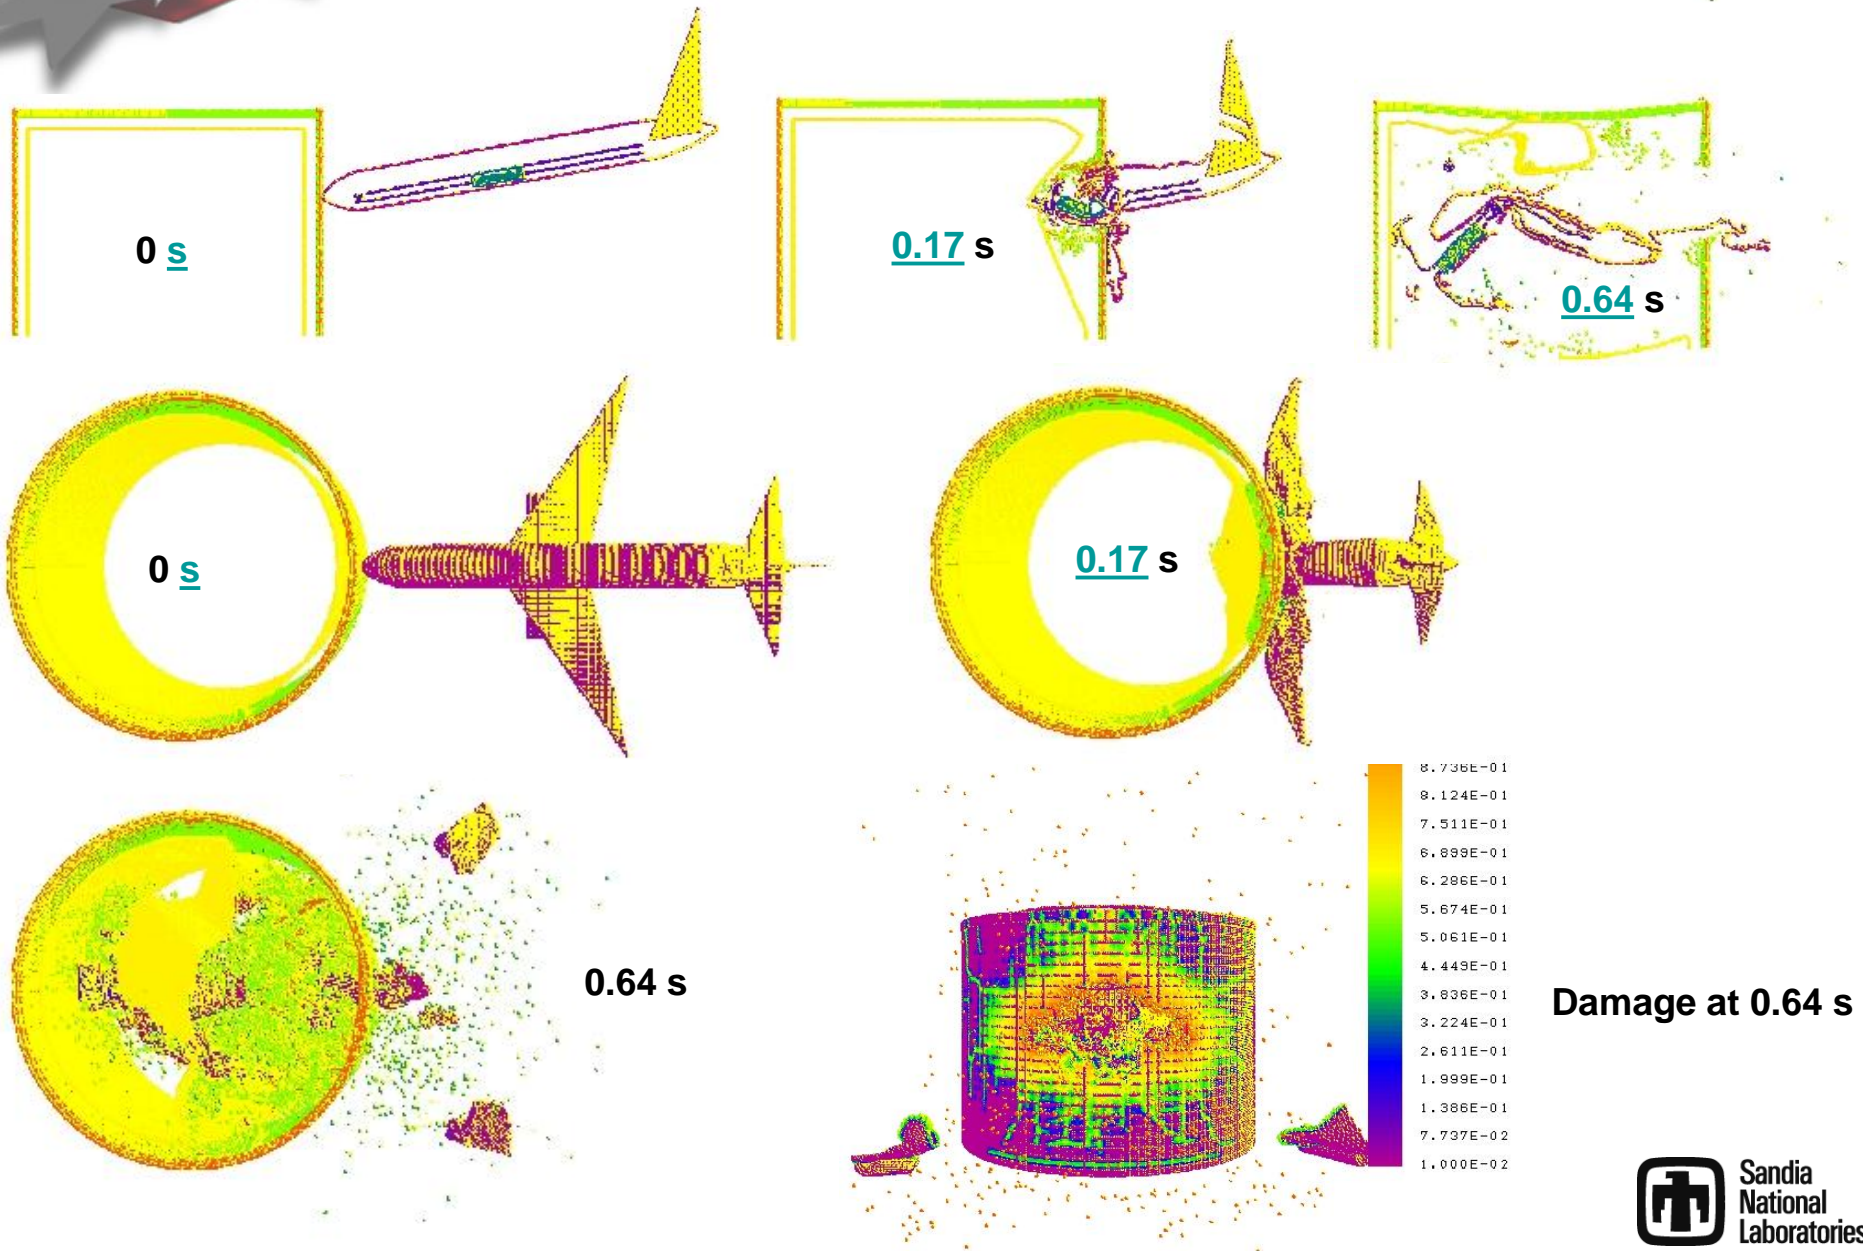 0 s
0.17 s
0.64 s
0 s
0.17 s
0.64 s
8.736E-01
8.124E-01
7.511E-01
6.899E-01
6.286E-01
5.674E-01
5.061E-01
4.449E-01
3.836E-01
3.224E-01
2.611E-01
1.999E-01
1.386E-01
7.737E-02
1.000E-02
Damage at 0.64 s
Sandia
National
Laboratories